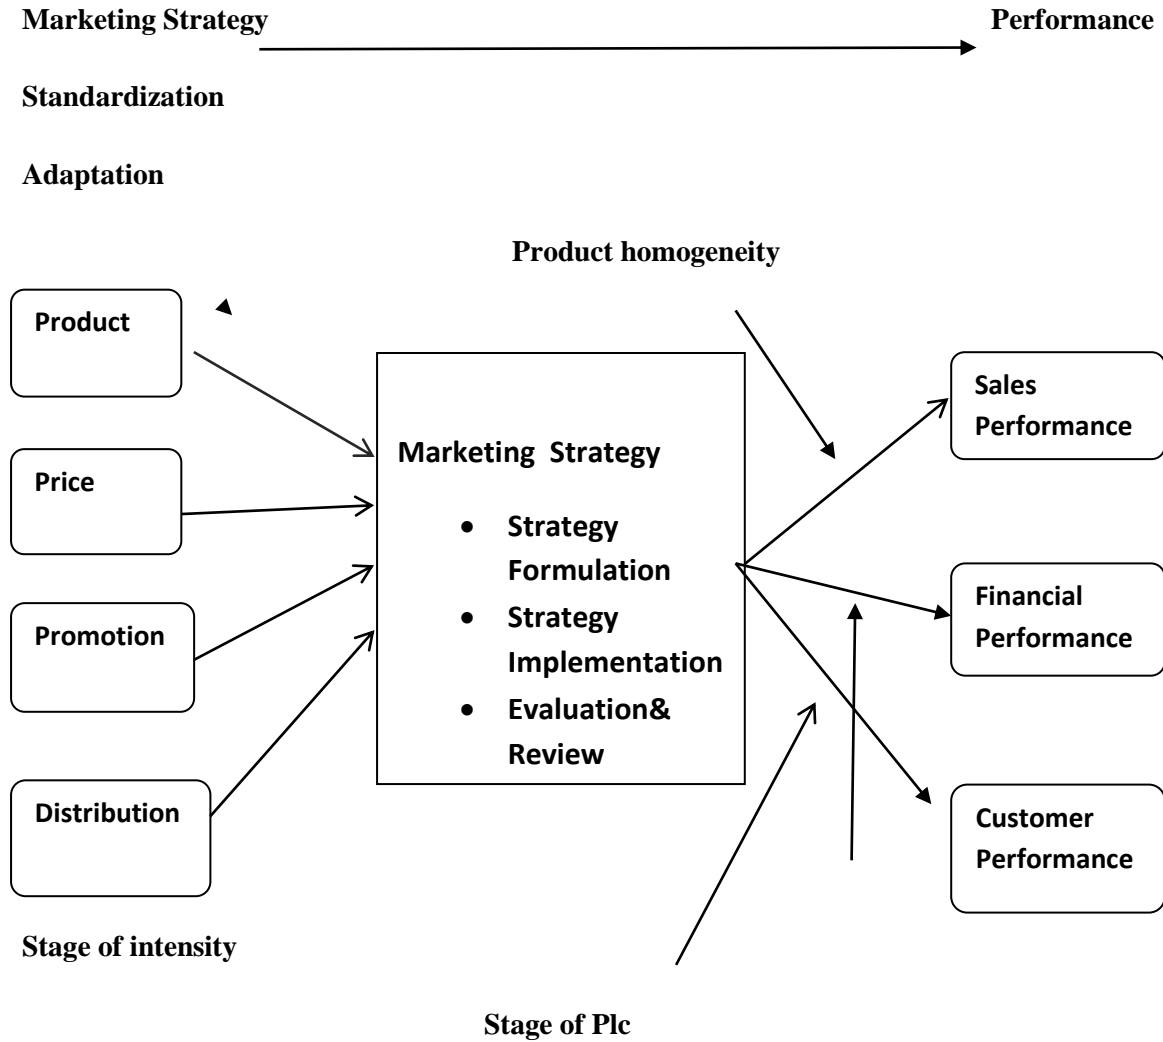 Marketing Strategy
Performance
Standardization
Adaptation
Product homogeneity
Product
Price
Promotion
Distribution
Marketing  Strategy
• Strategy
Formulation
• Strategy
Implementation
• Evaluation&
Review
Sales
Performance
Financial
Performance
Customer
Performance
Stage of intensity
Stage of Plc